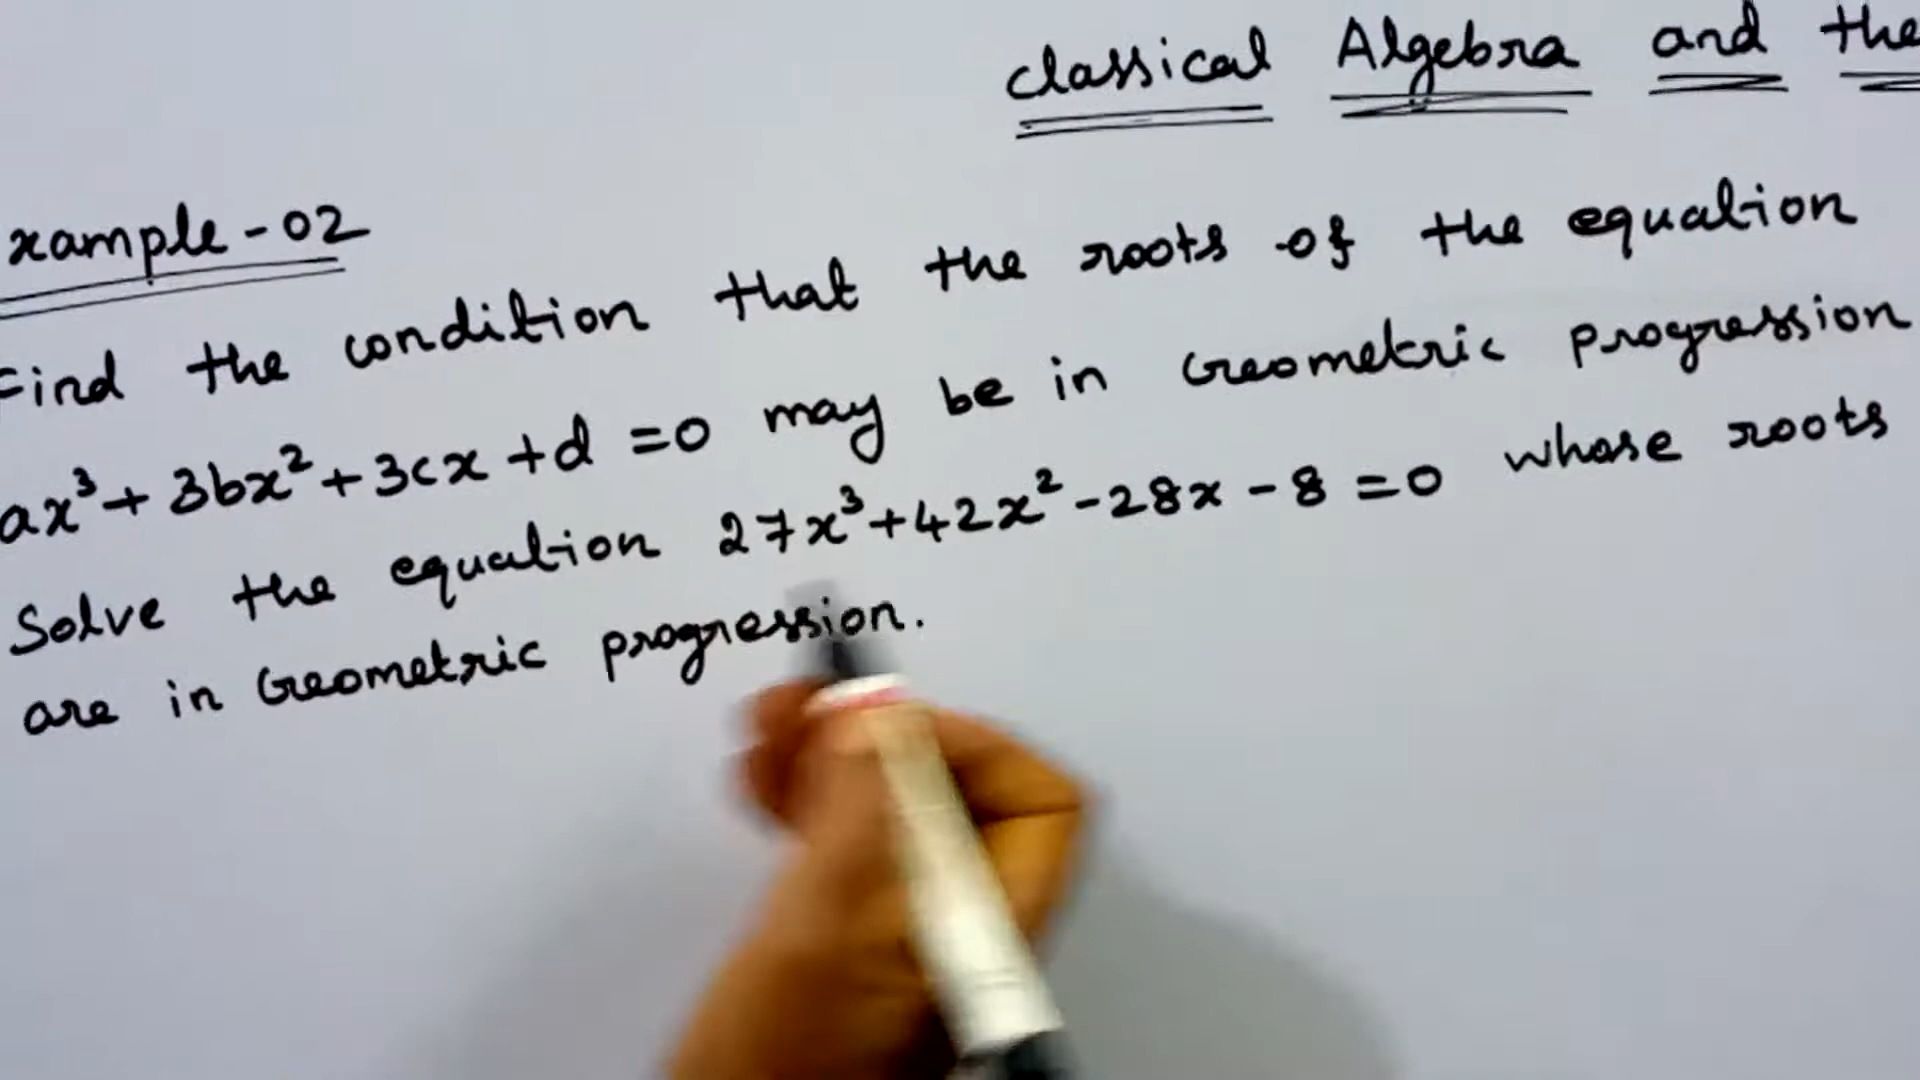 classical Algebra and the
xample-02
Find the condition that the roots of the equation
ax³+3bx²+3cx+d=0 may be in Geometric progression
Solve the equation 27x³+42x²-28x-8=0 whose roots
are in Geometric progression.